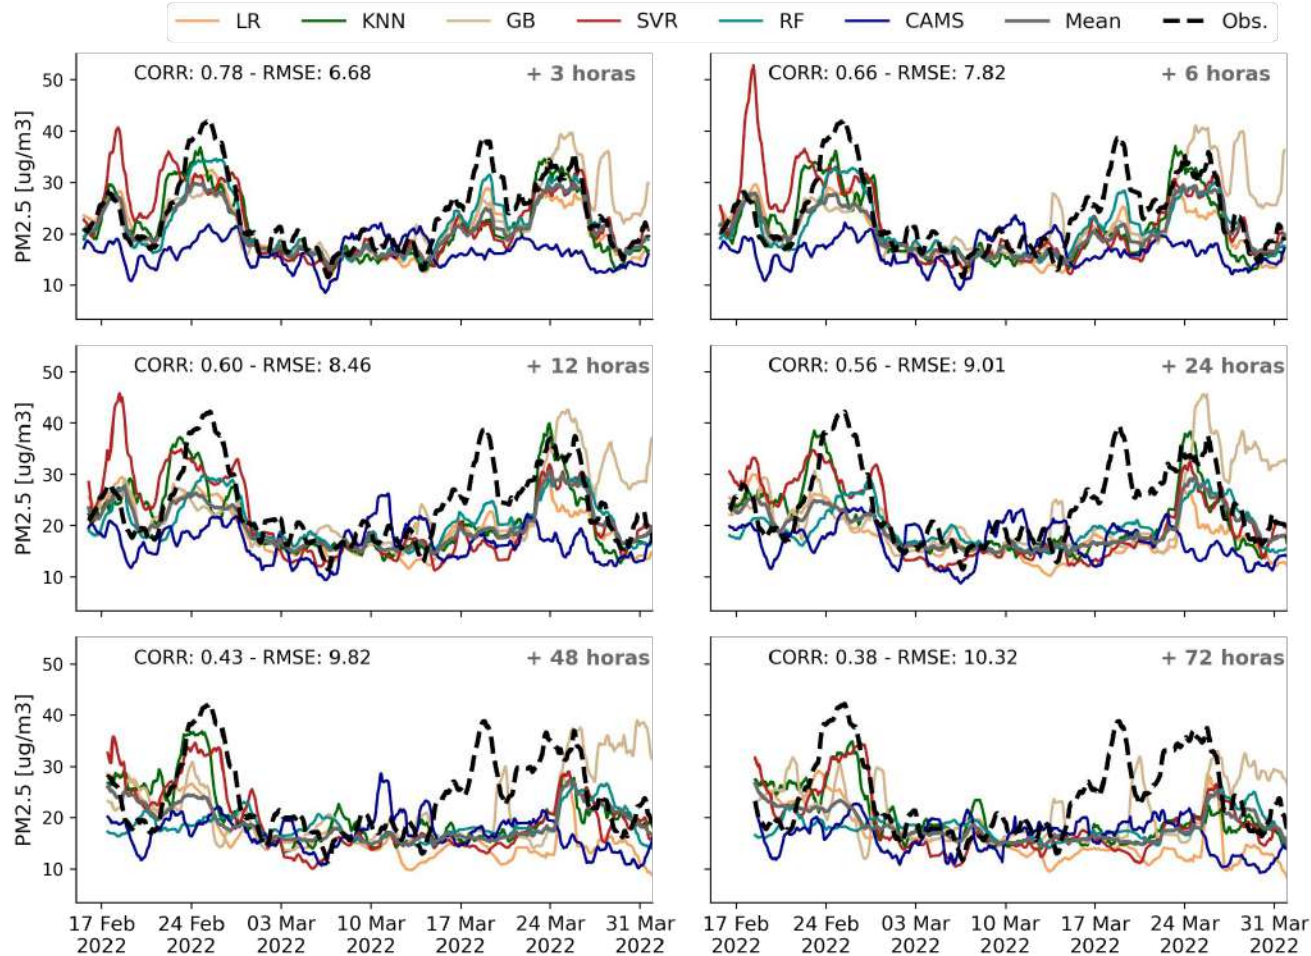 LR KNN GB SVR RF CAMS Mean Obs.
CORR: 0.78 - RMSE: 6.68 + 3 horas
CORR: 0.66 - RMSE: 7.82 + 6 horas
PM2.5 [ug/m3]
50
40
30
20
10
CORR: 0.60 - RMSE: 8.46 + 12 horas
CORR: 0.56 - RMSE: 9.01 + 24 horas
PM2.5 [ug/m3]
50
40
30
20
10
CORR: 0.43 - RMSE: 9.82 + 48 horas
CORR: 0.38 - RMSE: 10.32 + 72 horas
PM2.5 [ug/m3]
50
40
30
20
10
17 Feb 24 Feb 03 Mar 10 Mar 17 Mar 24 Mar 31 Mar
2022 2022 2022 2022 2022 2022 2022
17 Feb 24 Feb 03 Mar 10 Mar 17 Mar 24 Mar 31 Mar
2022 2022 2022 2022 2022 2022 2022